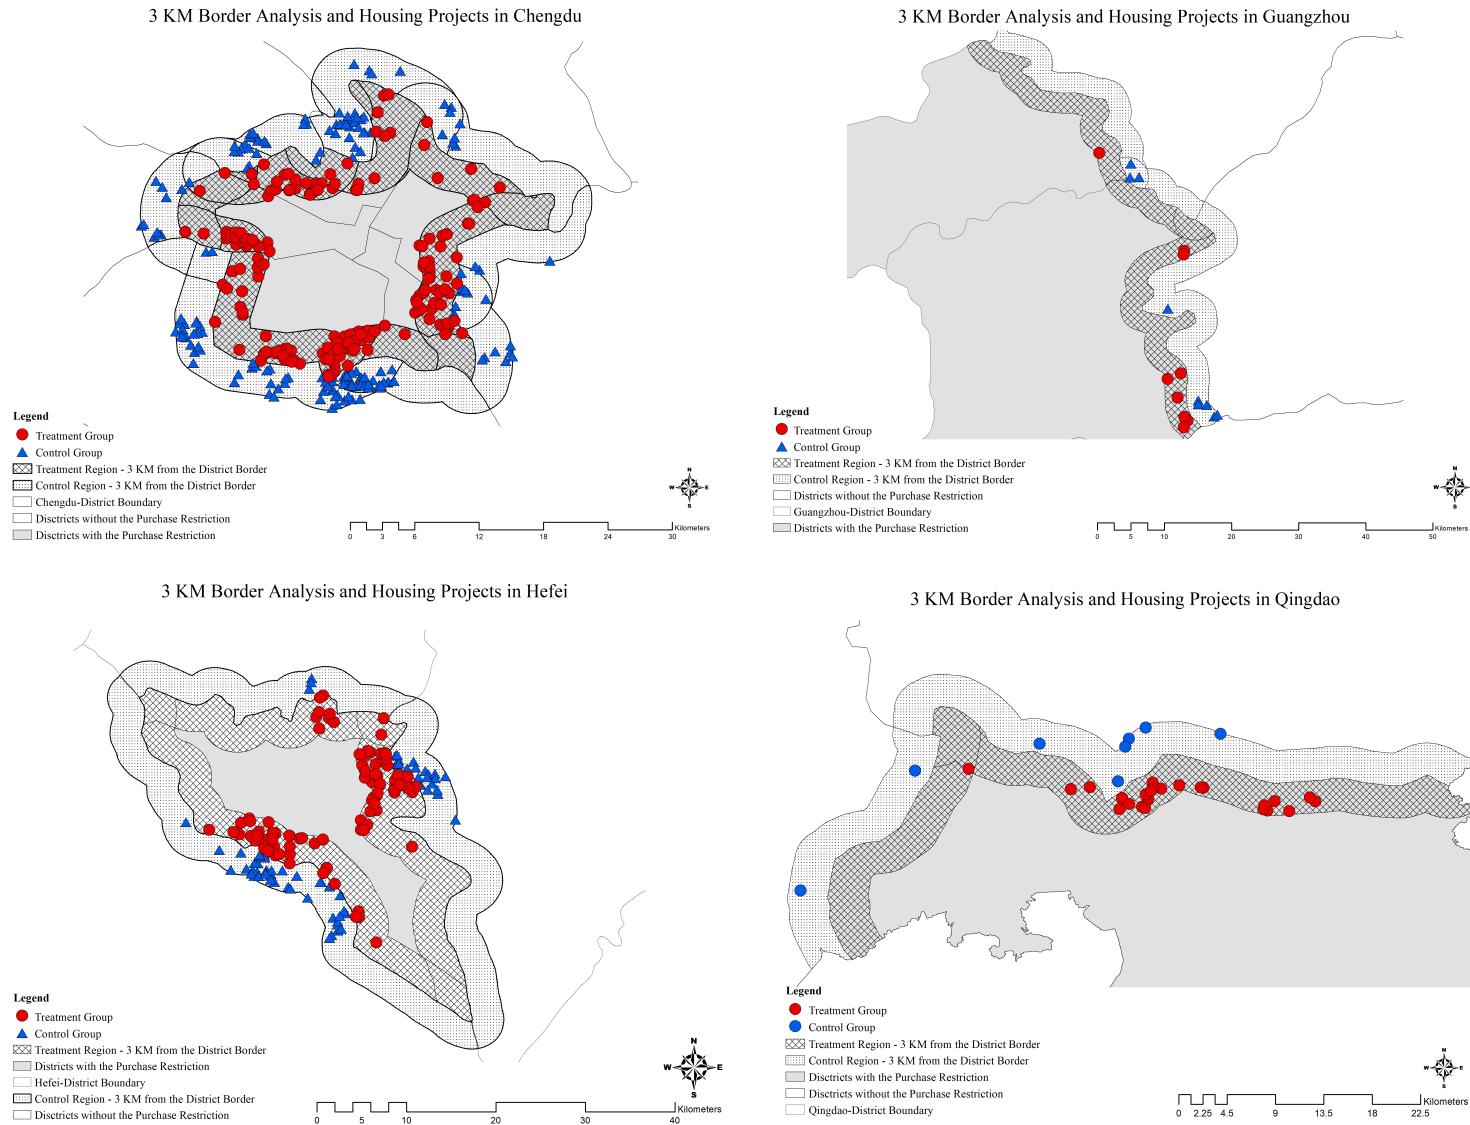 3 KM Border Analysis and Housing Projects in Chengdu
Legend
Treatment Group
Control Group
Treatment Region - 3 KM from the District Border
Control Region - 3 KM from the District Border
Chengdu-District Boundary
Disctricts without the Purchase Restriction
Disctricts with the Purchase Restriction
N
W E
S
Kilometers
0 3 6 12 18 24 30
3 KM Border Analysis and Housing Projects in Guangzhou
Legend
Treatment Group
Control Group
Treatment Region - 3 KM from the District Border
Control Region - 3 KM from the District Border
Districts without the Purchase Restriction
Guangzhou-District Boundary
Districts with the Purchase Restriction
N
W E
S
Kilometers
0 5 10 20 30 40 50
3 KM Border Analysis and Housing Projects in Hefei
Legend
Treatment Group
Control Group
Treatment Region - 3 KM from the District Border
Districts with the Purchase Restriction
Hefei-District Boundary
Control Region - 3 KM from the District Border
Disctricts without the Purchase Restriction
N
W E
S
Kilometers
0 5 10 20 30 40
3 KM Border Analysis and Housing Projects in Qingdao
Legend
Treatment Group
Control Group
Treatment Region - 3 KM from the District Border
Control Region - 3 KM from the District Border
Disctricts with the Purchase Restriction
Disctricts without the Purchase Restriction
Qingdao-District Boundary
N
W E
S
Kilometers
0 2.25 4.5 9 13.5 18 22.5